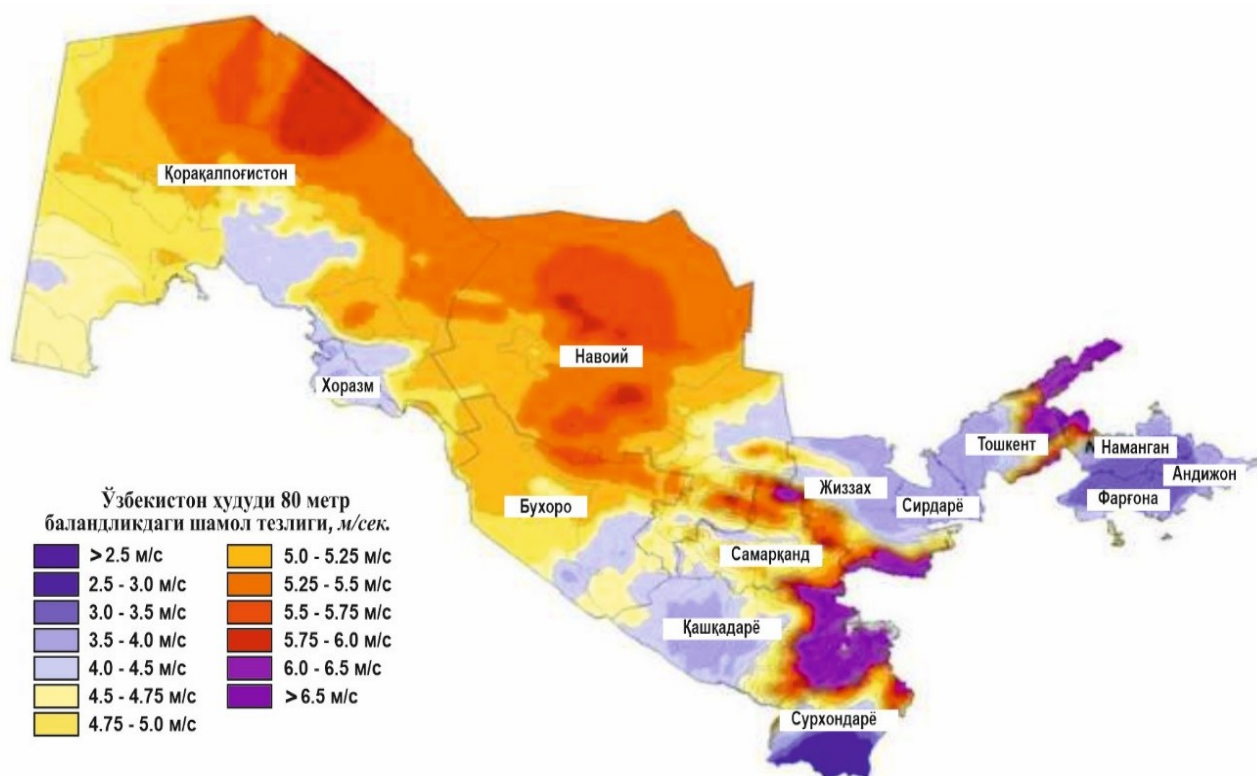 Қорақалпоғистон
Навоий
Хоразм
Тошкент
Наманган
Андижон
Фарғона
Жиззах
Сирдарё
Бухоро
Самарқанд
Қашқадарё
Сурхондарё
Ўзбекистон ҳудуди 80 метр
баландликдаги шамол тезлиги, м/сек.
> 2.5 м/с
2.5 - 3.0 м/с
3.0 - 3.5 м/с
3.5 - 4.0 м/с
4.0 - 4.5 м/с
4.5 - 4.75 м/с
4.75 - 5.0 м/с
5.0 - 5.25 м/с
5.25 - 5.5 м/с
5.5 - 5.75 м/с
5.75 - 6.0 м/с
6.0 - 6.5 м/с
> 6.5 м/с